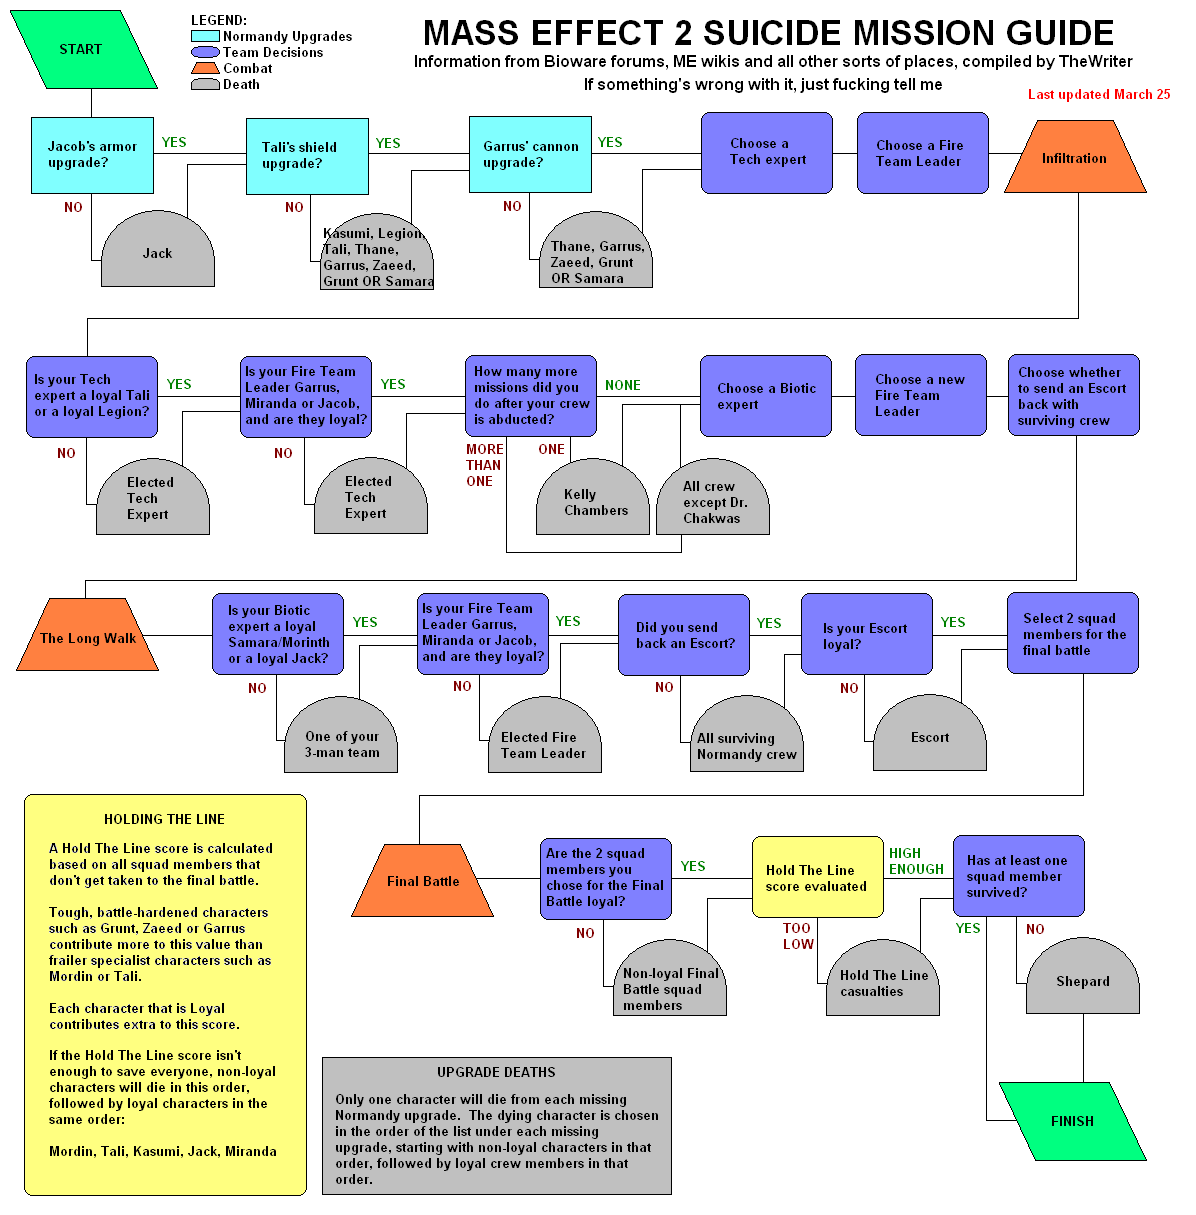 START
LEGEND:
Normandy Upgrades
Team Decisions
Combat
Death
MASS EFFECT 2 SUICIDE MISSION GUIDE
Information from Bioware forums, ME wikis and all other sorts of places, compiled by TheWriter
If something's wrong with it, just fucking tell me
Last updated March 25
Jacob's armor
upgrade?
YES
NO
Jack
Tali's shield
upgrade?
YES
NO
Kasumi, Legion,
Tali, Thane,
Garrus, Zaeed,
Grunt OR Samara
Garrus' cannon
upgrade?
YES
NO
Thane, Garrus,
Zaeed, Grunt
OR Samara
Choose a
Tech expert
Choose a Fire
Team Leader
Infiltration
Is your Tech
expert a loyal Tali
or a loyal Legion?
YES
NO
Elected
Tech
Expert
Is your Fire Team
Leader Garrus,
Miranda or Jacob,
and are they loyal?
YES
NO
Elected
Tech
Expert
How many more
missions did you
do after your crew
is abducted?
NONE
MORE
THAN
ONE
ONE
Kelly
Chambers
All crew
except Dr.
Chakwas
Choose a Biotic
expert
Choose a new
Fire Team
Leader
Choose whether
to send an Escort
back with
surviving crew
The Long Walk
Is your Biotic
expert a loyal
Samara/Morinth
or a loyal Jack?
YES
NO
One of your
3-man team
Is your Fire Team
Leader Garrus,
Miranda or Jacob,
and are they loyal?
YES
NO
Elected Fire
Team Leader
Did you send
back an Escort?
YES
NO
All surviving
Normandy crew
Is your Escort
loyal?
YES
NO
Escort
Select 2 squad
members for the
final battle
HOLDING THE LINE
A Hold The Line score is calculated
based on all squad members that
don't get taken to the final battle.
Tough, battle-hardened characters
such as Grunt, Zaeed or Garrus
contribute more to this value than
frailer specialist characters such as
Mordin or Tali.
Each character that is Loyal
contributes extra to this score.
If the Hold The Line score isn't
enough to save everyone, non-loyal
characters will die in this order,
followed by loyal characters in the
same order:
Mordin, Tali, Kasumi, Jack, Miranda
Final Battle
Are the 2 squad
members you
chose for the Final
Battle loyal?
YES
NO
Non-loyal Final
Battle squad
members
Hold The Line
score evaluated
HIGH
ENOUGH
TOO
LOW
Hold The Line
casualties
Has at least one
squad member
survived?
YES
NO
Shepard
FINISH
UPGRADE DEATHS
Only one character will die from each missing
Normandy upgrade. The dying character is chosen
in the order of the list under each missing
upgrade, starting with non-loyal characters in that
order, followed by loyal crew members in that
order.